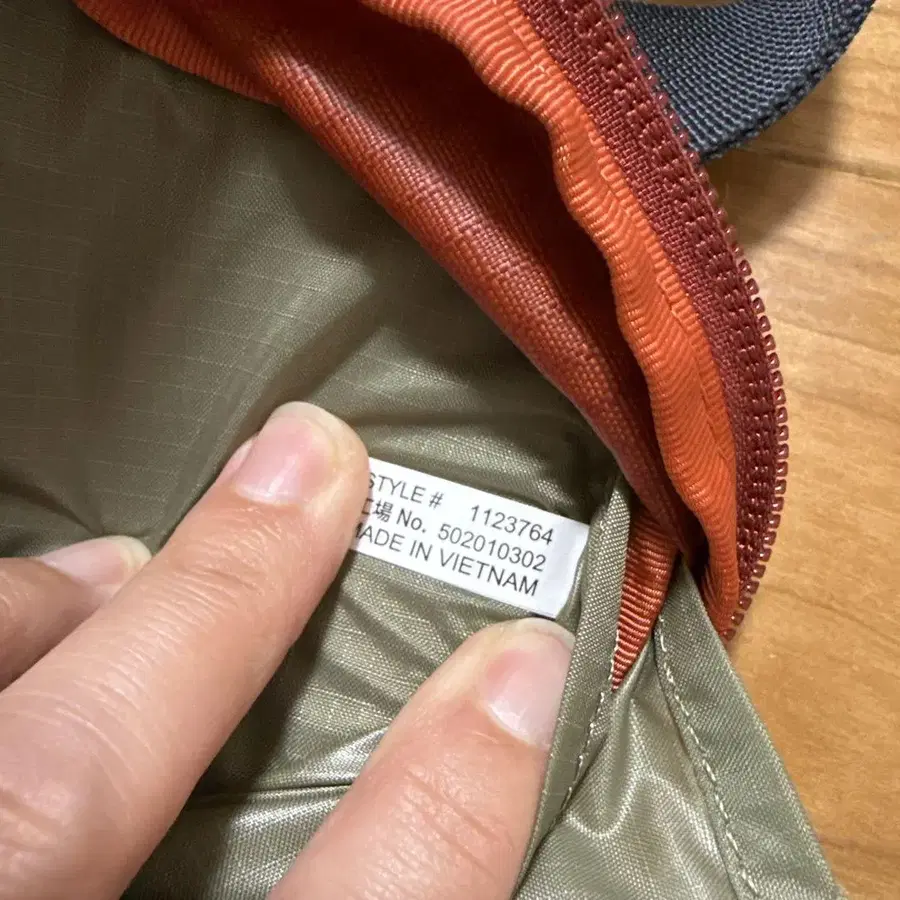 STYLE # 1123764
工場 No. 502010302
MADE IN VIETNAM